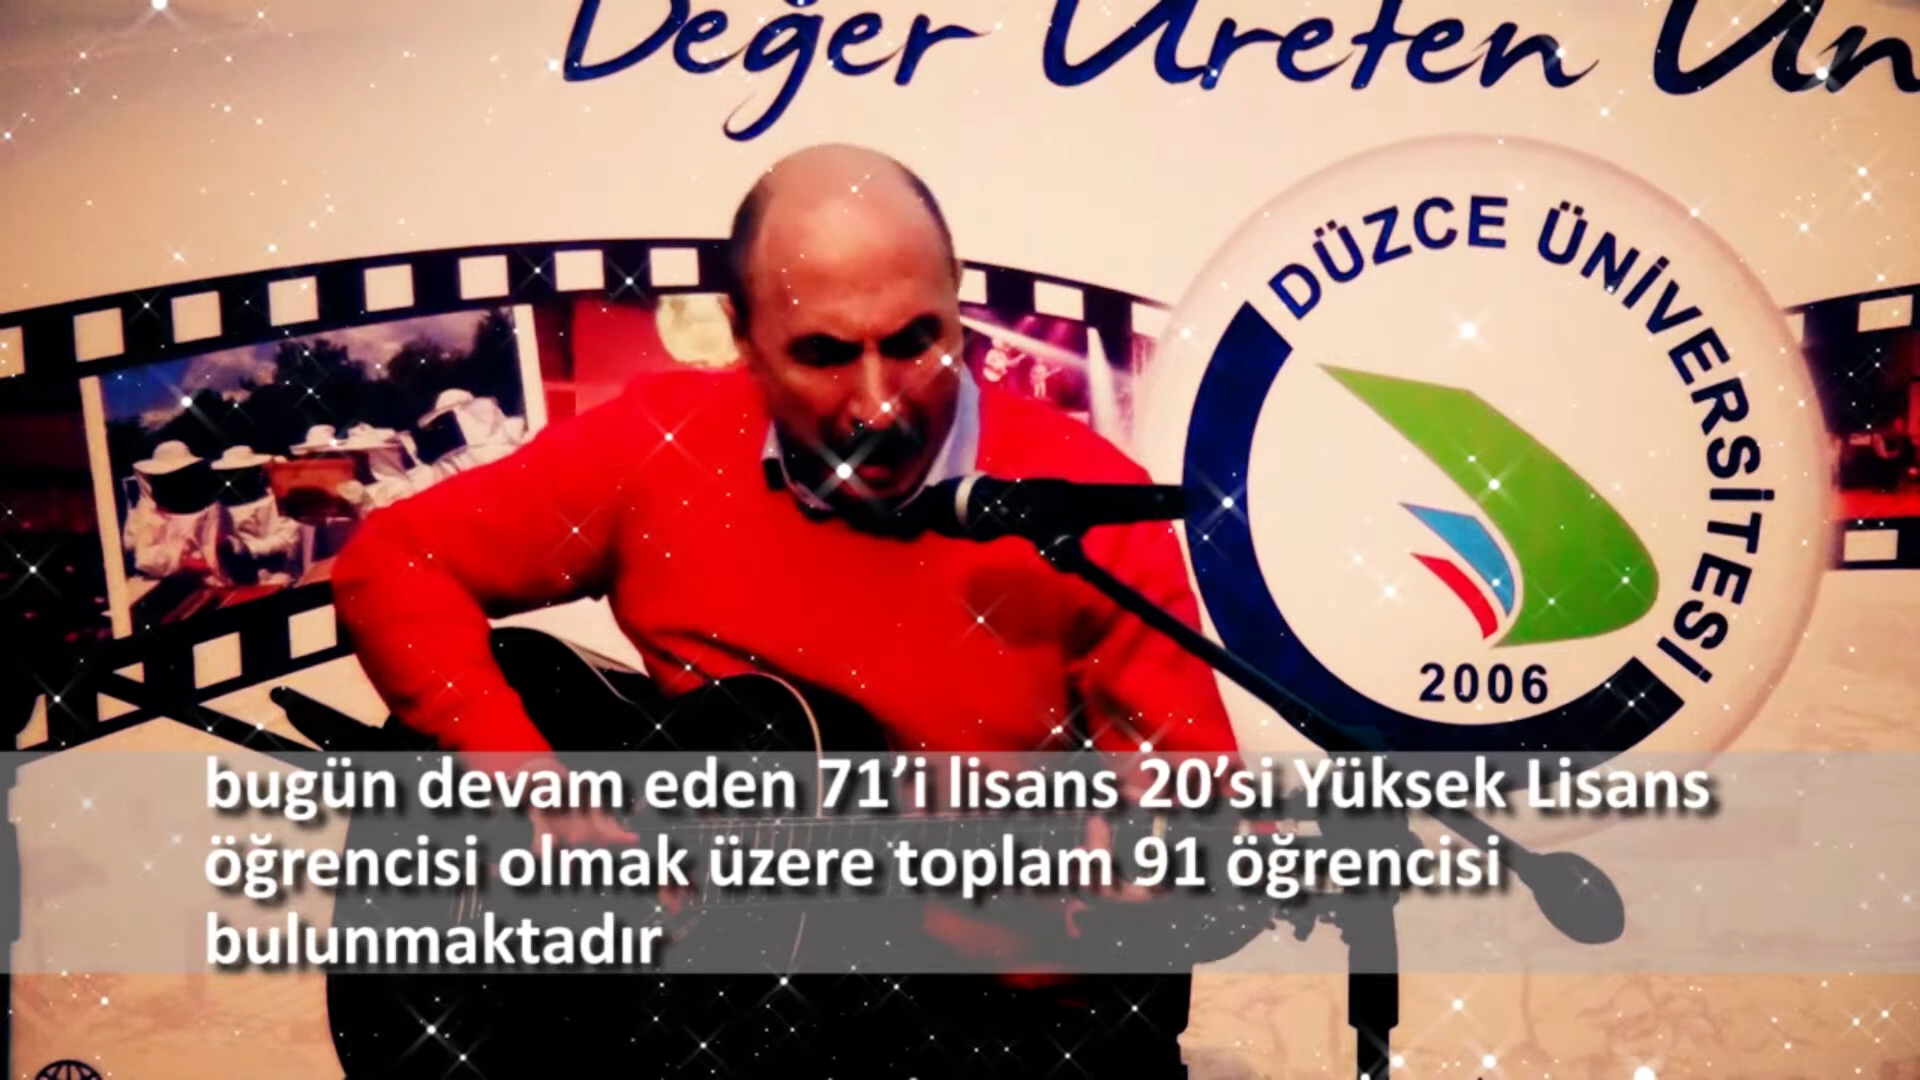 Değer Üreten Ün
DÜZCE ÜNİVERSİTESİ
2006
bugün devam eden 71’i lisans 20’si Yüksek Lisans
öğrencisi olmak üzere toplam 91 öğrencisi
bulunmaktadır